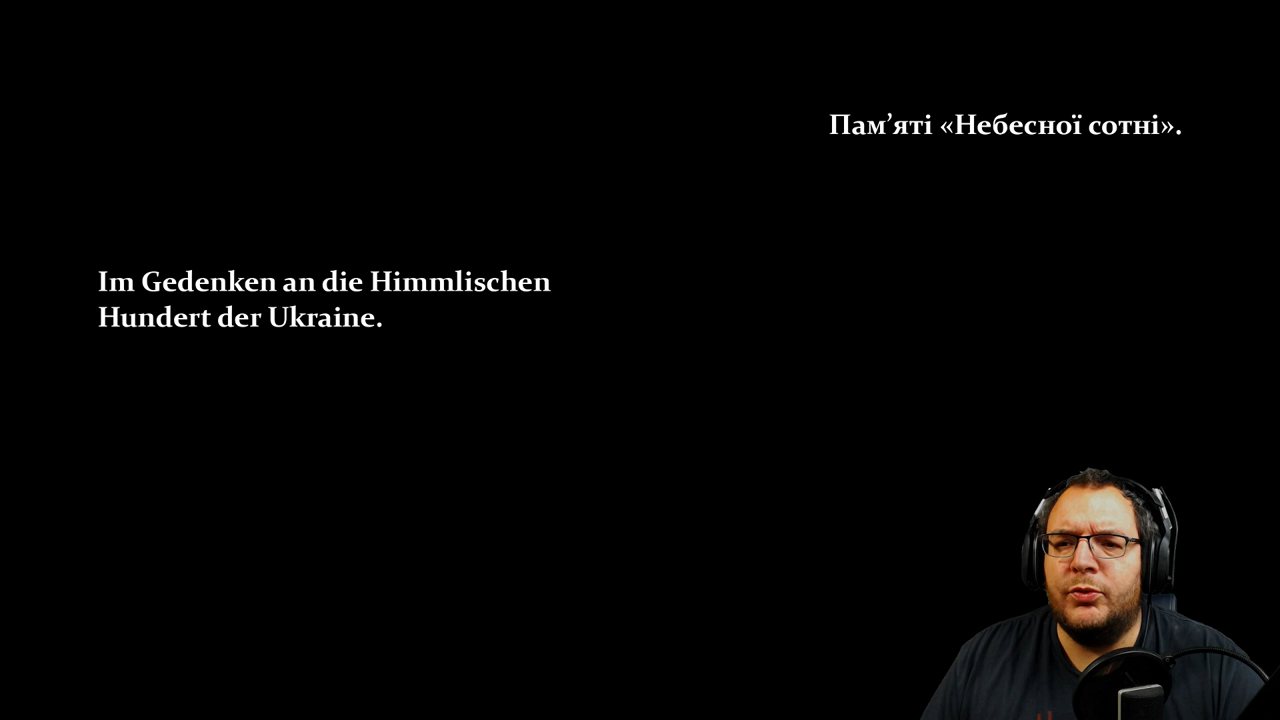 Пам’яті «Небесної сотні».
Im Gedenken an die Himmlischen
Hundert der Ukraine.